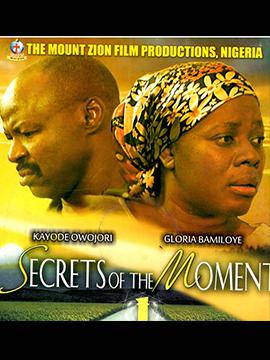 THE MOUNT ZION FILM PRODUCTIONS, NIGERIA
KAYODE OWOJORI GLORIA BAMILOYE
SECRETS OF THE MOMENT
1